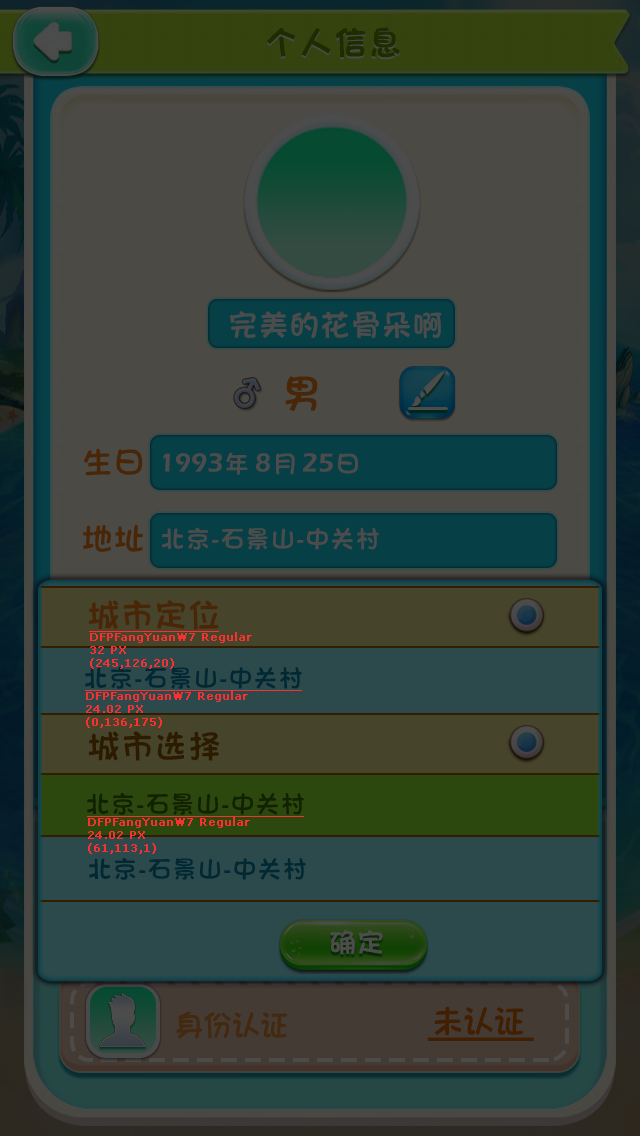 个人信息
完美的花骨朵啊
男
生日 1993年8月25日
地址 北京-石景山-中关村
城市定位
DFPFangYuanW7 Regular
32 PX
(245,126,20)
北京-石景山-中关村
DFPFangYuanW7 Regular
24.02 PX
(0,136,175)
城市选择
北京-石景山-中关村
DFPFangYuanW7 Regular
24.02 PX
(61,113,1)
北京-石景山-中关村
确定
身份认证 未认证